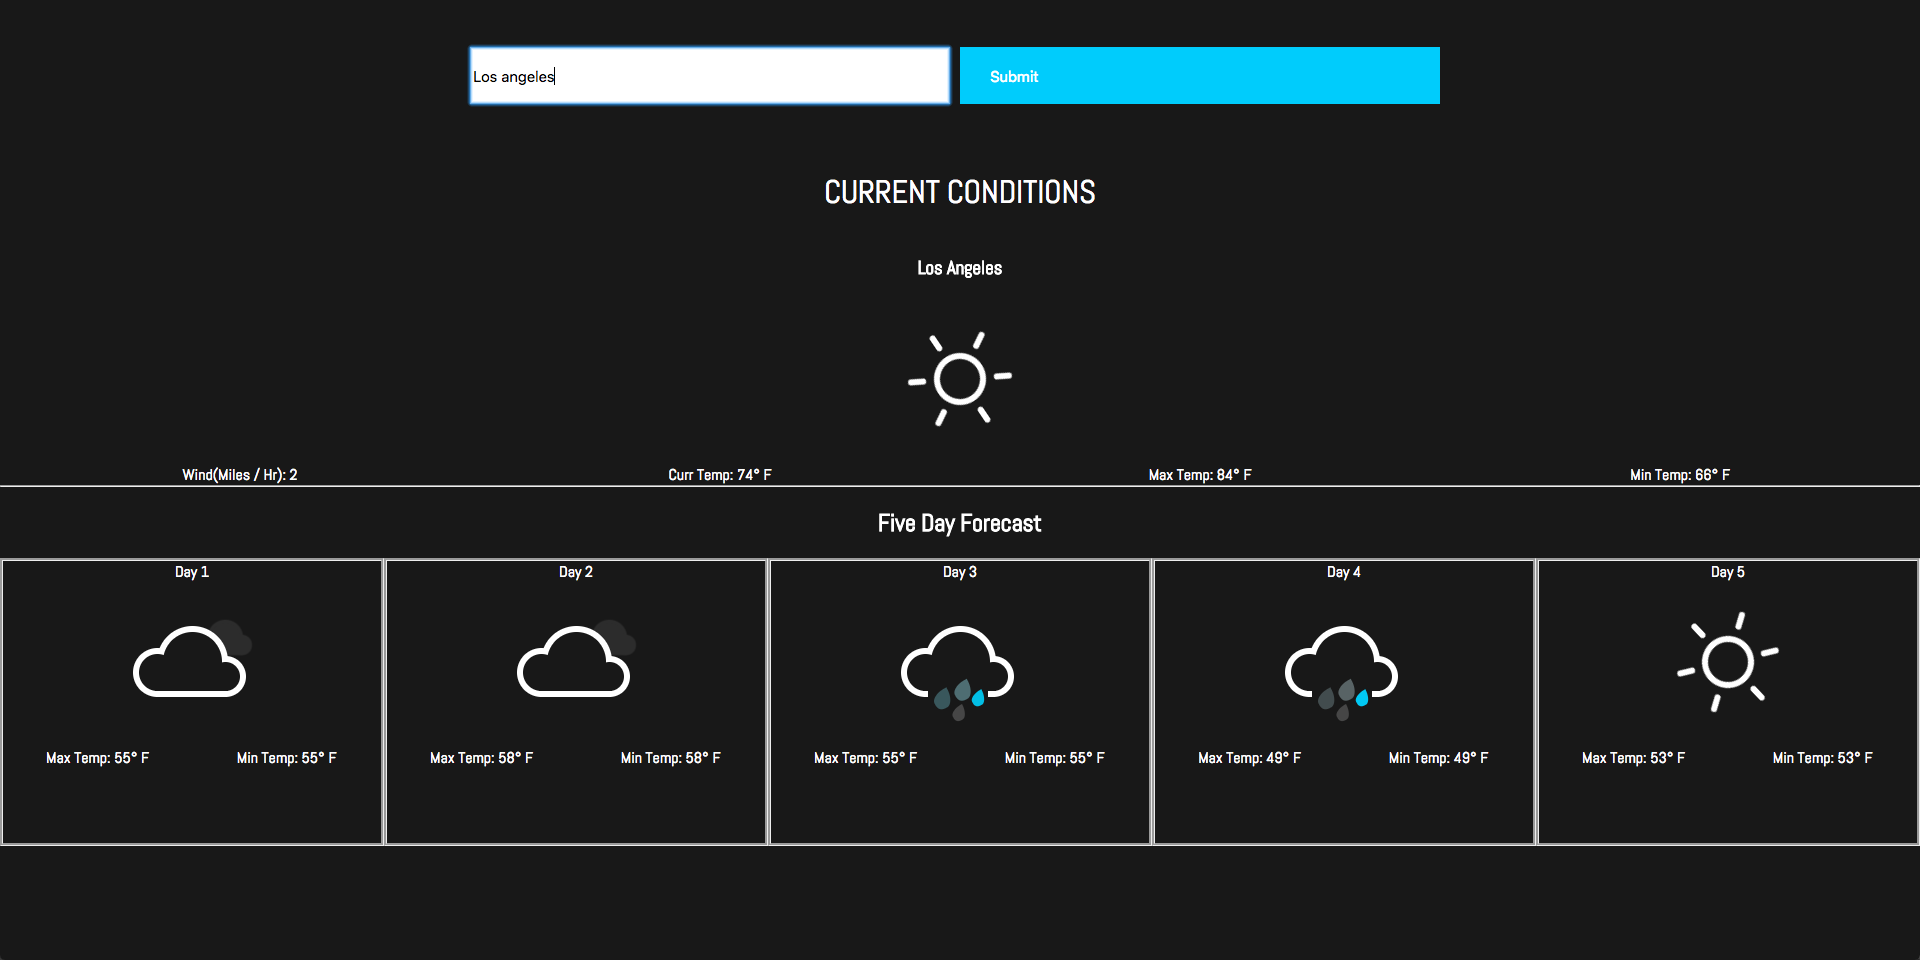 Los angeles
Submit
CURRENT CONDITIONS
Los Angeles
Wind(Miles / Hr): 2
Curr Temp: 74° F
Max Temp: 84° F
Min Temp: 66° F
Five Day Forecast
Day 1
Max Temp: 55° F
Min Temp: 55° F
Day 2
Max Temp: 58° F
Min Temp: 58° F
Day 3
Max Temp: 55° F
Min Temp: 55° F
Day 4
Max Temp: 49° F
Min Temp: 49° F
Day 5
Max Temp: 53° F
Min Temp: 53° F